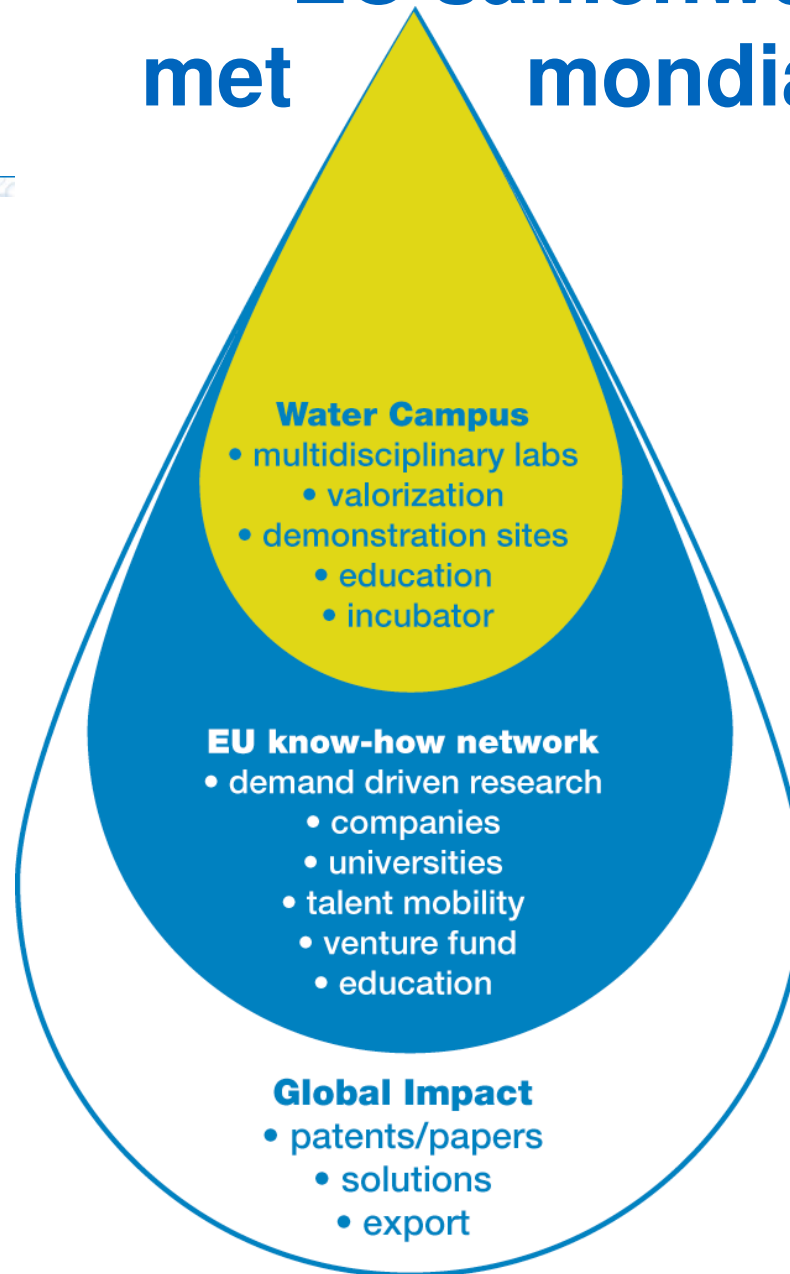 met
Water Campus
• multidisciplinary labs
• valorization
• demonstration sites
• education
• incubator
EU know-how network
• demand driven research
• companies
• universities
• talent mobility
• venture fund
• education
Global Impact
• patents/papers
• solutions
• export